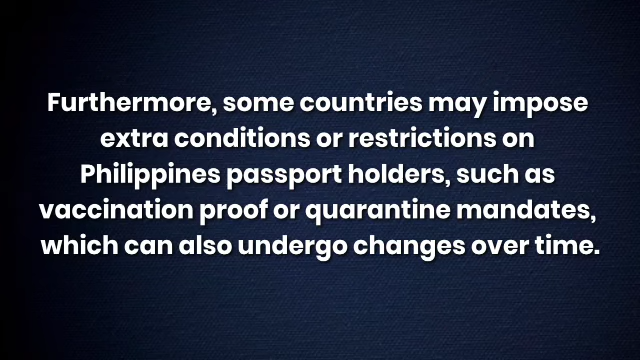 Furthermore, some countries may impose
extra conditions or restrictions on
Philippines passport holders, such as
vaccination proof or quarantine mandates,
which can also undergo changes over time.